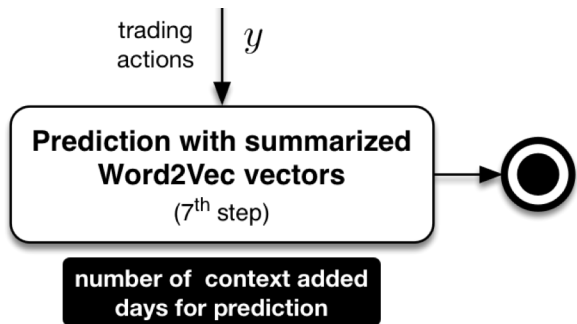 trading
actions
y
Prediction with summarized
Word2Vec vectors
(7th step)
number of context added
days for prediction